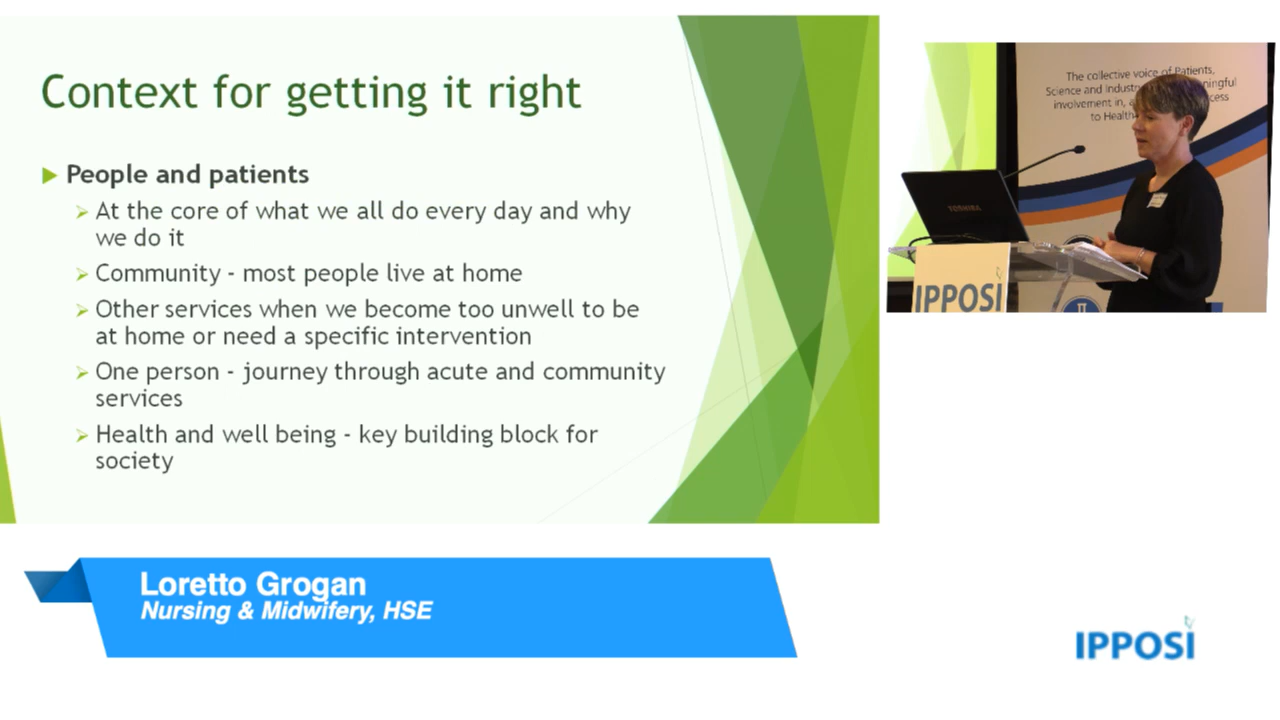 Context for getting it right
People and patients
At the core of what we all do every day and why
we do it
Community - most people live at home
Other services when we become too unwell to be
at home or need a specific intervention
One person - journey through acute and community
services
Health and well being - key building block for
society
The collective voice of Patients,
Science and Industry
involvement in,
to Health
TOSHIBA
IPPOSI
Loretto Grogan
Nursing & Midwifery, HSE
IPPOSI